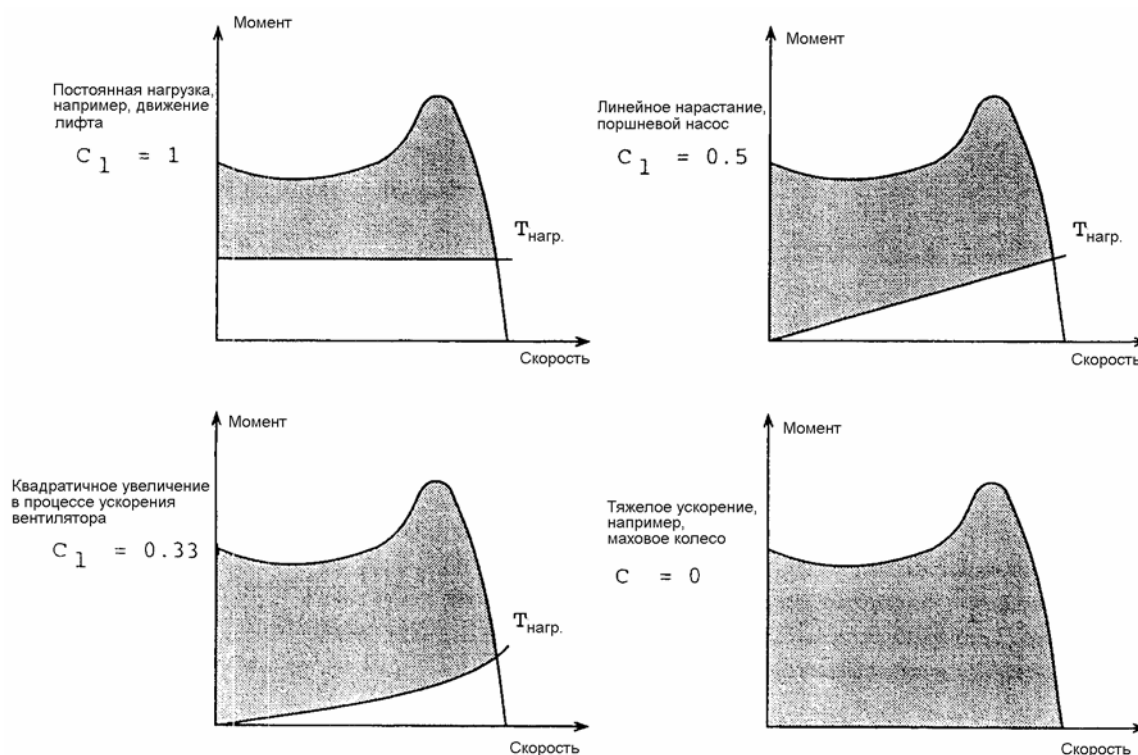 Момент
Постоянная нагрузка,
например, движение
лифта
C1 = 1
Tнагр.
Скорость
Момент
Линейное нарастание,
поршневой насос
C1 = 0.5
Tнагр.
Скорость
Момент
Квадратичное увеличение
в процессе ускорения
вентилятора
C1 = 0.33
Tнагр.
Скорость
Момент
Тяжелое ускорение,
например,
маховое колесо
C = 0
Скорость